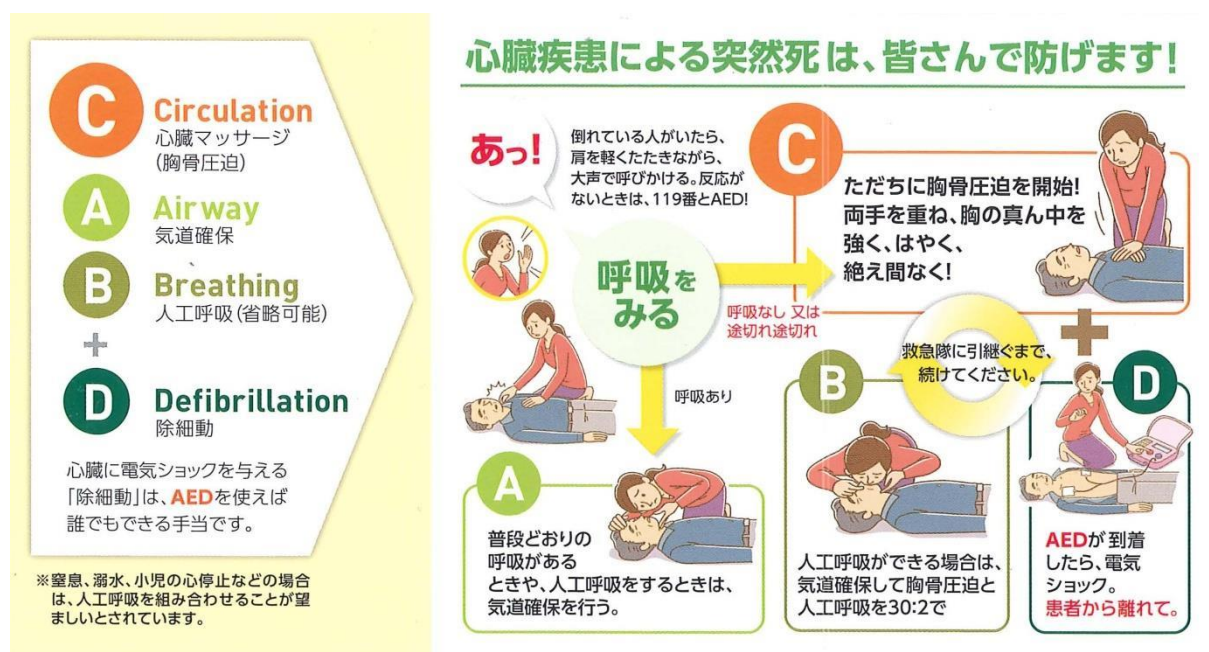 C
Circulation
心臓マッサージ
(胸骨圧迫)
A
Airway
気道確保
B
Breathing
人工呼吸(省略可能)
+
D
Defibrillation
除細動
心臓に電気ショックを与える
「除細動」は、AEDを使えば
誰でもできる手当です。
※窒息、溺水、小児の心停止などの場合
は、人工呼吸を組み合わせることが望
ましいとされています。
心臓疾患による突然死は、皆さんで防げます!
あっ!
倒れている人がいたら、
肩を軽くたたきながら、
大声で呼びかける。反応が
ないときは、119番とAED!
呼吸を
みる
呼吸なし 又は
途切れ途切れ
呼吸あり
C
ただちに胸骨圧迫を開始!
両手を重ね、胸の真ん中を
強く、はやく、
絶え間なく!
+
救急隊に引継ぐまで、
続けてください。
A
普段どおりの
呼吸がある
ときや、人工呼吸をするときは、
気道確保を行う。
B
人工呼吸ができる場合は、
気道確保して胸骨圧迫と
人工呼吸を30:2で
D
AEDが到着
したら、電気
ショック。
患者から離れて。